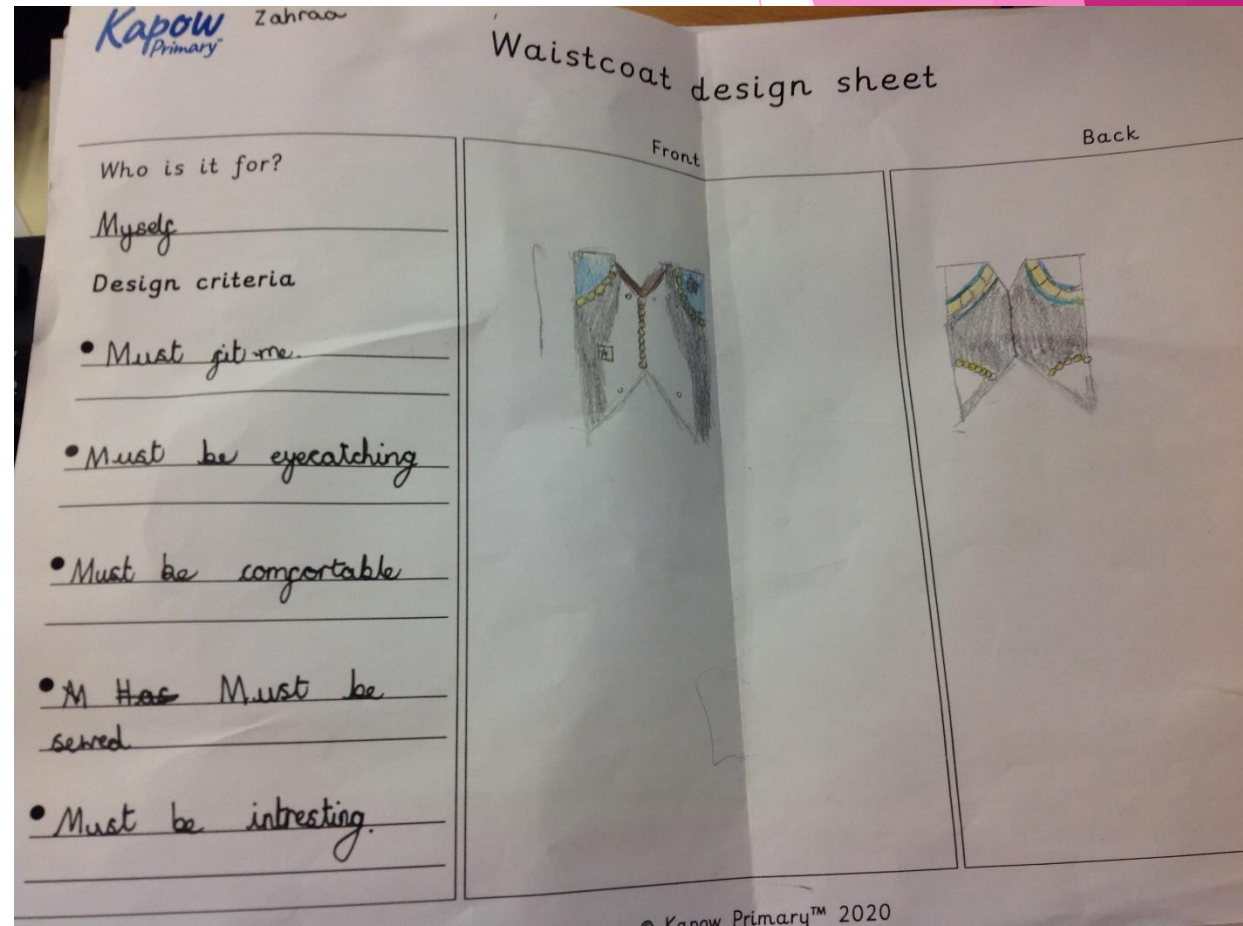 Kapow
Primary™
Zahraa
Waistcoat design sheet
Who is it for?
Myself
Design criteria
• Must fit me.
• Must be eyecatching
• Must be comfortable
• M Has Must be
sewed
• Must be intresting.
Front
Back
© Kapow Primary™ 2020